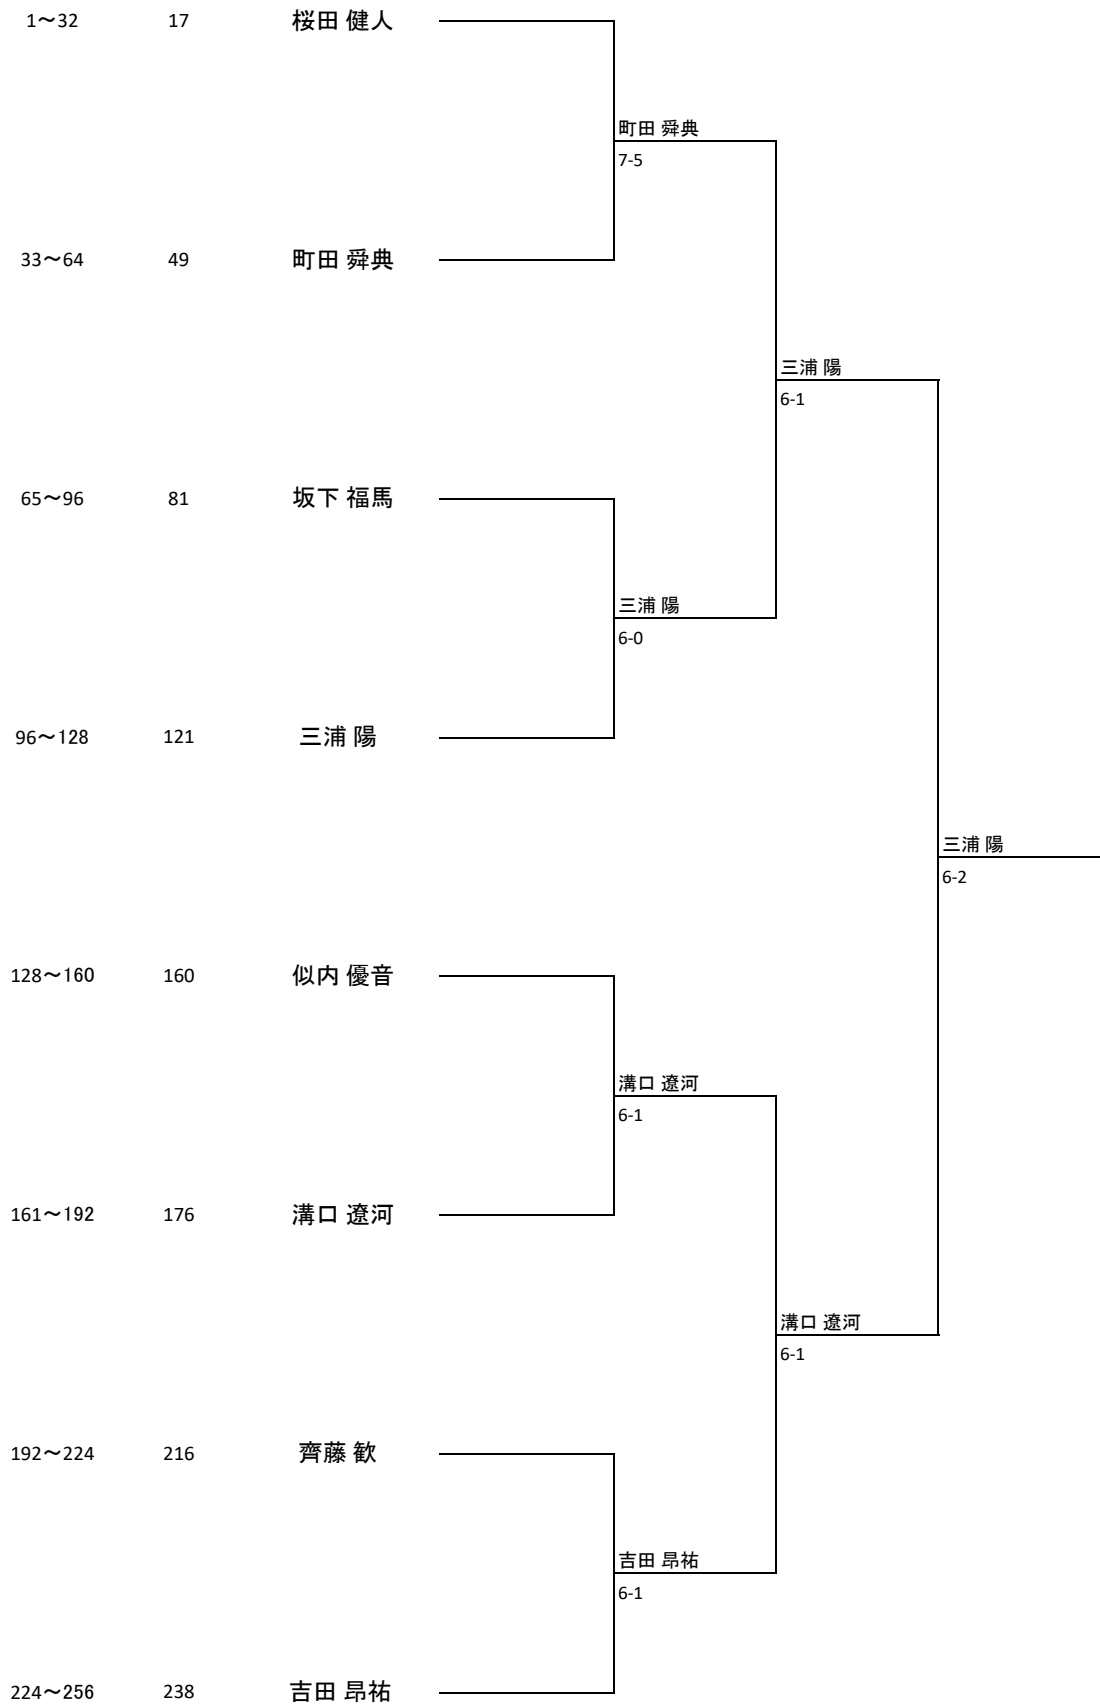 1～32 17 桜田 健人
町田 舜典
7-5
33～64 49 町田 舜典
三浦 陽
6-1
65～96 81 坂下 福馬
三浦 陽
6-0
96～128 121 三浦 陽
三浦 陽
6-2
128～160 160 似内 優音
溝口 遼河
6-1
161～192 176 溝口 遼河
溝口 遼河
6-1
192～224 216 齊藤 歓
吉田 昂祐
6-1
224～256 238 吉田 昂祐